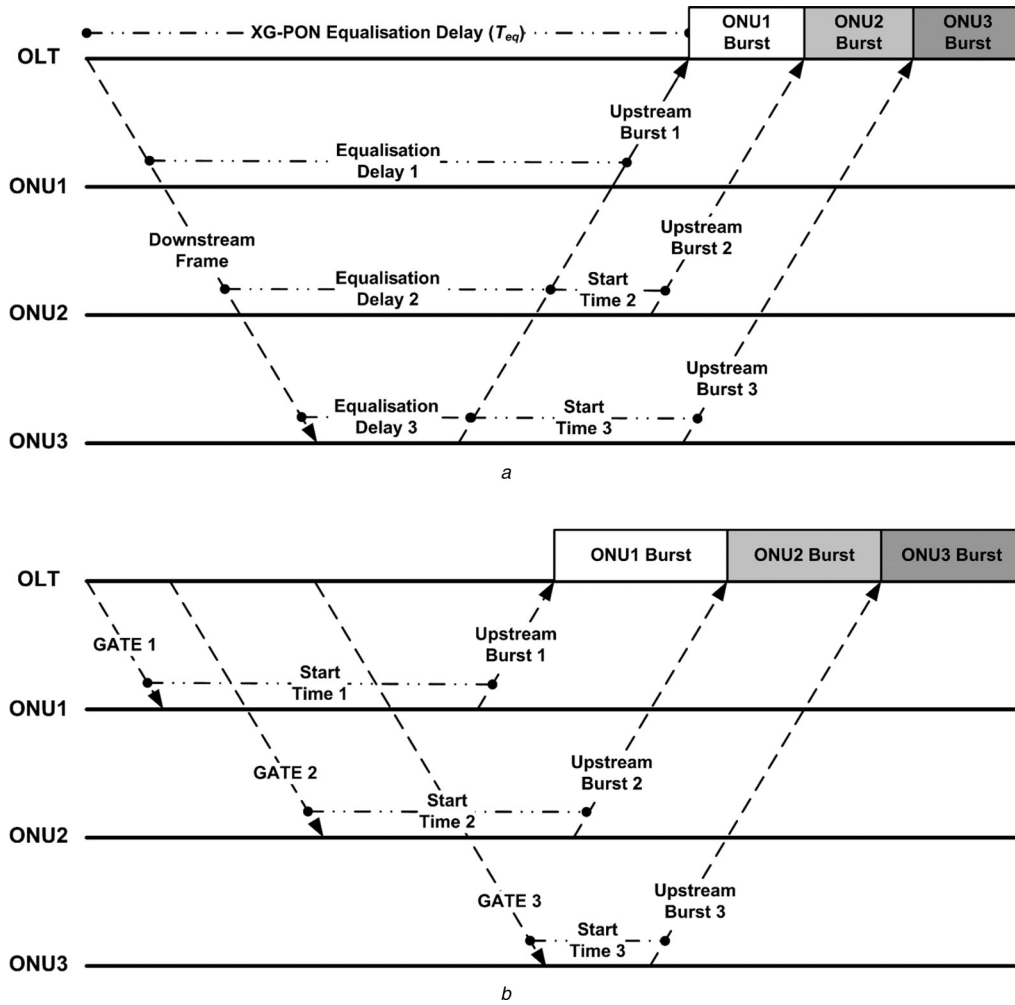 XG-PON Equalisation Delay (Teq)
ONU1 Burst
ONU2 Burst
ONU3 Burst
OLT
Upstream Burst 1
Equalisation Delay 1
ONU1
Downstream Frame
Upstream Burst 2
Equalisation Delay 2
Start Time 2
ONU2
Upstream Burst 3
Equalisation Delay 3
Start Time 3
ONU3
a
ONU1 Burst
ONU2 Burst
ONU3 Burst
OLT
GATE 1
Upstream Burst 1
Start Time 1
ONU1
GATE 2
Upstream Burst 2
Start Time 2
ONU2
GATE 3
Upstream Burst 3
Start Time 3
ONU3
b